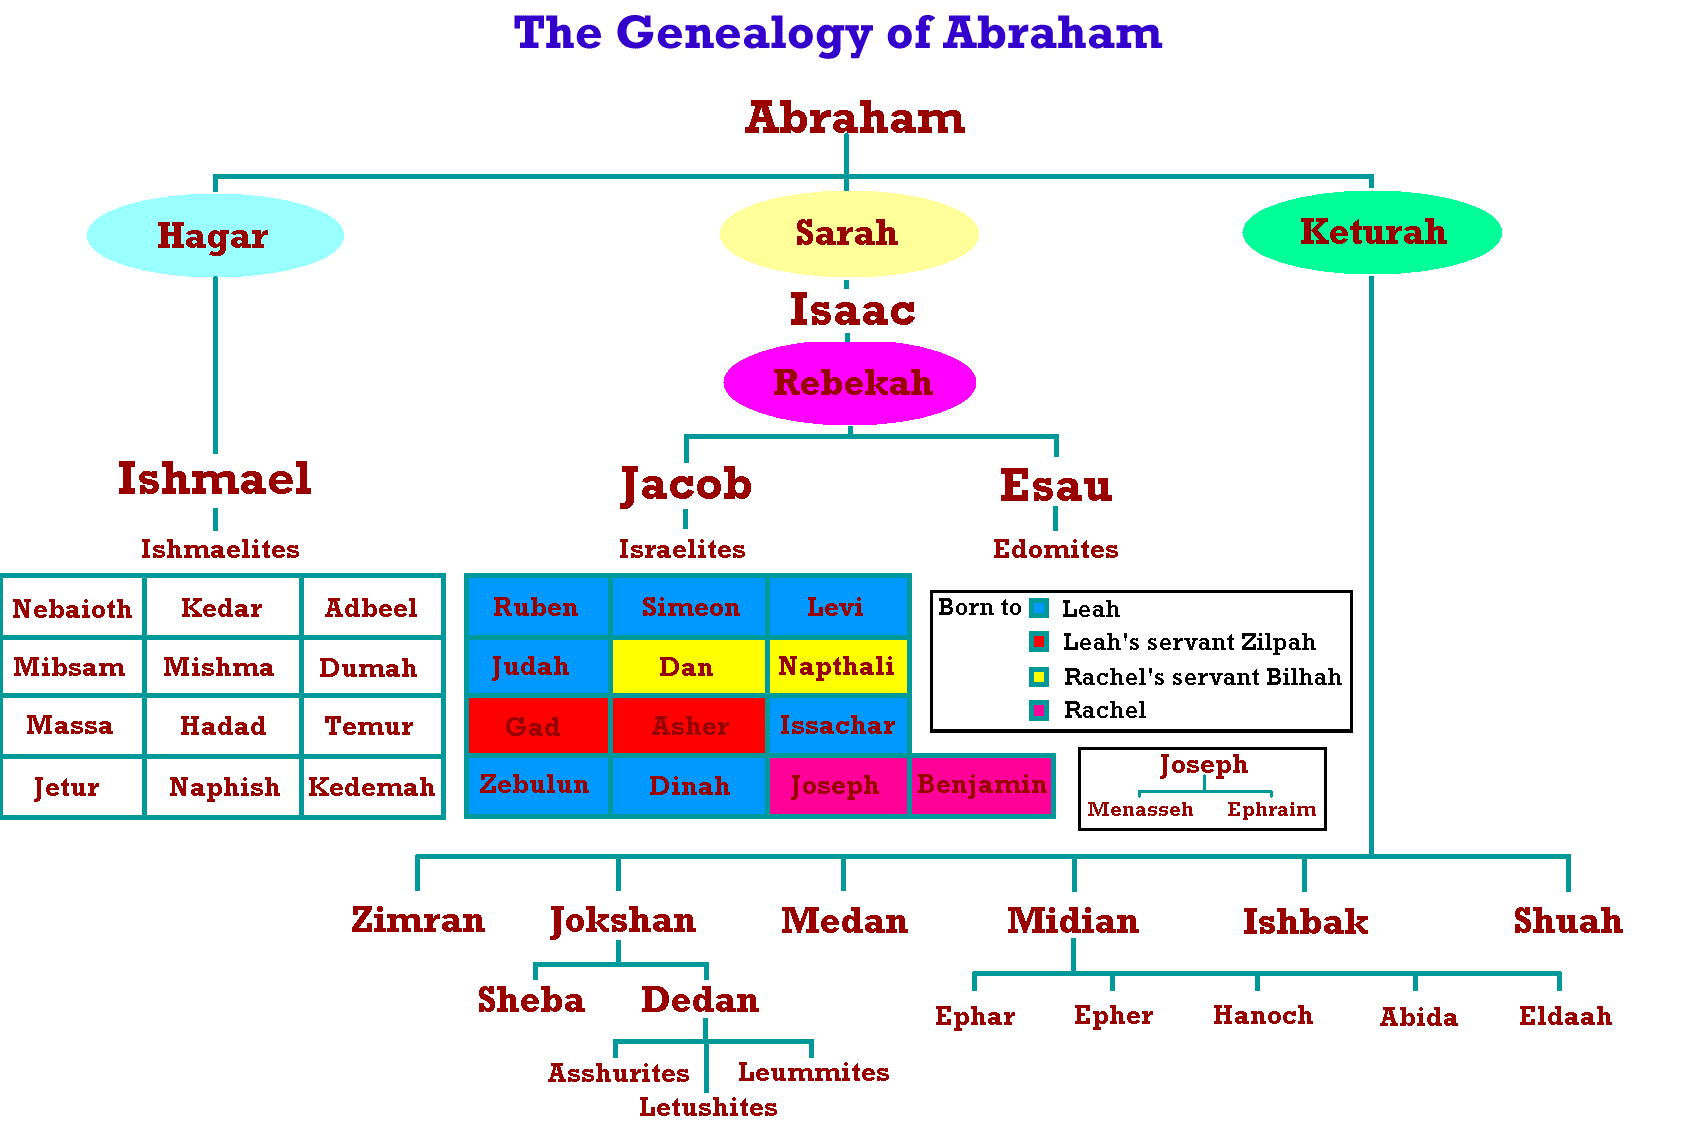 The Genealogy of Abraham
Abraham
Hagar
Sarah
Keturah
Isaac
Rebekah
Ishmael
Jacob
Esau
Ishmaelites
Israelites
Edomites
Nebaioth Kedar Adbeel
Mibsam Mishma Dumah
Massa Hadad Temur
Jetur Naphish Kedemah
Ruben Simeon Levi
Judah Dan Napthali
Gad Asher Issachar
Zebulun Dinah Joseph Benjamin
Born to Leah
Leah's servant Zilpah
Rachel's servant Bilhah
Rachel
Joseph
Menasseh Ephraim
Zimran Jokshan Medan Midian Ishbak Shuah
Sheba Dedan
Ephar Epher Hanoch Abida Eldaah
Asshurites Leummites
Letushites